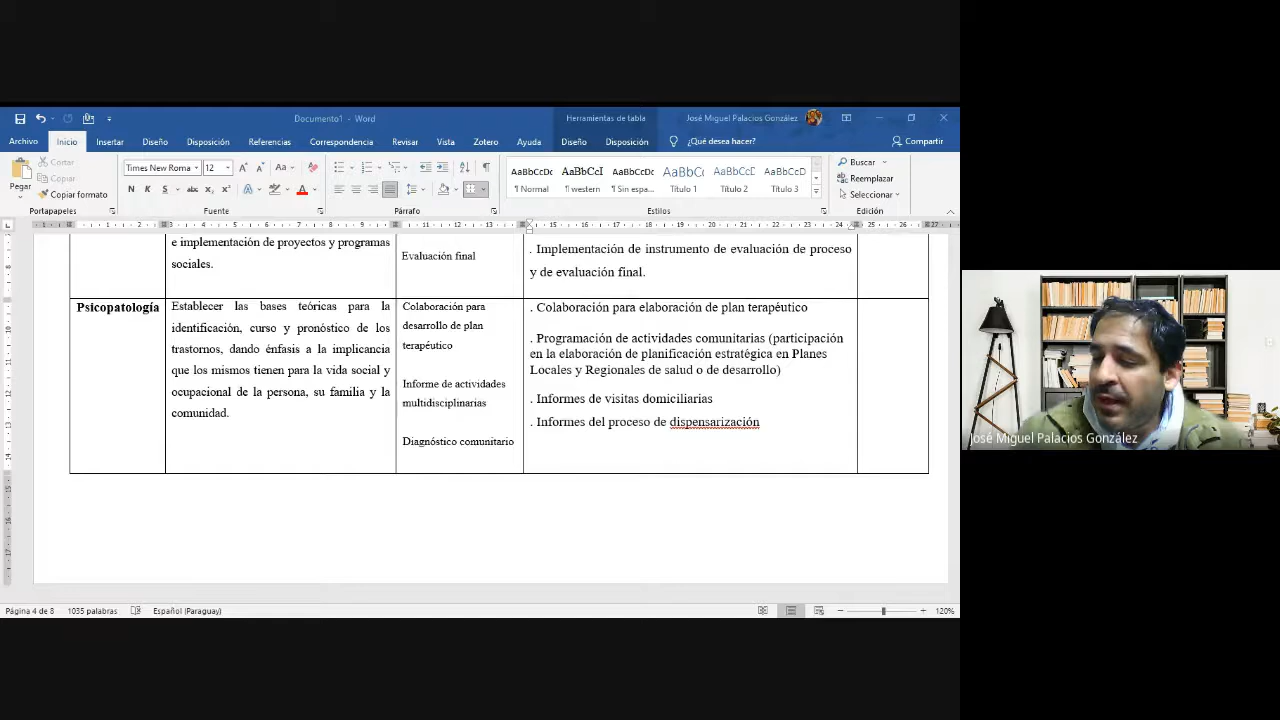 Documento1 - Word
Herramientas de tabla
José Miguel Palacios González
Archivo Inicio Insertar Diseño Disposición Referencias Correspondencia Revisar Vista Zotero Ayuda Diseño Disposición ¿Qué desea hacer? Compartir
Pegar
Cortar
Copiar
Copiar formato
Portapapeles
Times New Roma 12
N K S abc x₂ x²
Fuente
Párrafo
AaBbCcDc AaBbCcI AaBbCcDc AaBbCc AaBbCcD AaBbCcD
¶ Normal ¶ western ¶ Sin espa... Título 1 Título 2 Título 3
Estilos
Buscar
Reemplazar
Seleccionar
Edición
e implementación de proyectos y programas
sociales.
Evaluación final
. Implementación de instrumento de evaluación de proceso
y de evaluación final.
Psicopatología
Establecer las bases teóricas para la
identificación, curso y pronóstico de los
trastornos, dando énfasis a la implicancia
que los mismos tienen para la vida social y
ocupacional de la persona, su familia y la
comunidad.
Colaboración para
desarrollo de plan
terapéutico
Informe de actividades
multidisciplinarias
Diagnóstico comunitario
. Colaboración para elaboración de plan terapéutico
. Programación de actividades comunitarias (participación
en la elaboración de planificación estratégica en Planes
Locales y Regionales de salud o de desarrollo)
. Informes de visitas domiciliarias
. Informes del proceso de dispensarización
Página 4 de 8 1035 palabras Español (Paraguay) 120%
José Miguel Palacios González